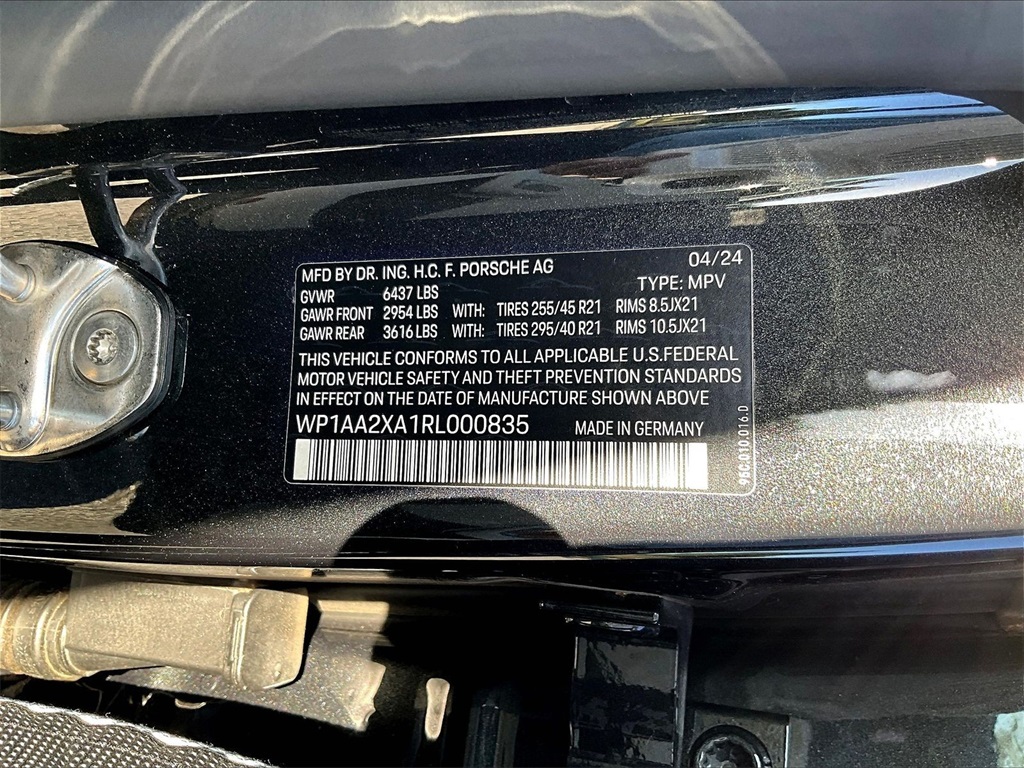 MFD BY DR. ING. H.C. F. PORSCHE AG 04/24
GVWR 6437 LBS TYPE: MPV
GAWR FRONT 2954 LBS WITH: TIRES 255/45 R21 RIMS 8.5JX21
GAWR REAR 3616 LBS WITH: TIRES 295/40 R21 RIMS 10.5JX21
THIS VEHICLE CONFORMS TO ALL APPLICABLE U.S.FEDERAL
MOTOR VEHICLE SAFETY AND THEFT PREVENTION STANDARDS
IN EFFECT ON THE DATE OF MANUFACTURE SHOWN ABOVE
WP1AA2XA1RL000835 MADE IN GERMANY
95C.010.016.D